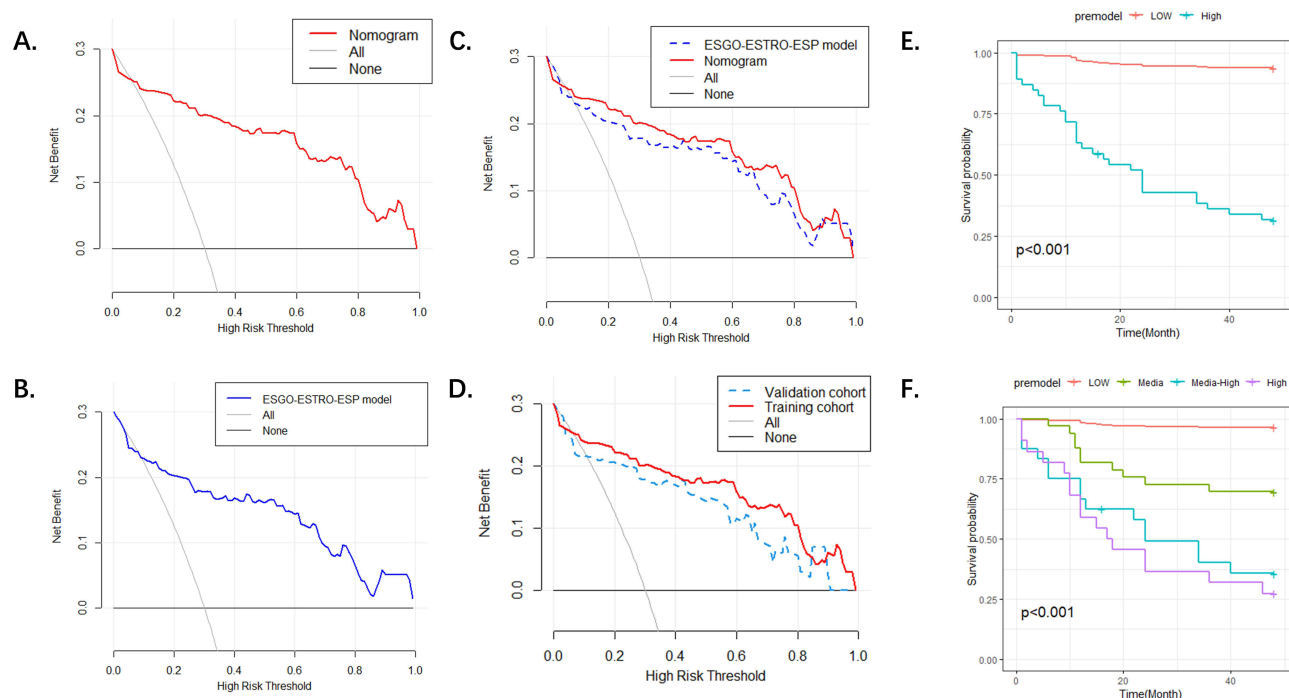 A.
Nomogram
All
None
Net Benefit
0.3
0.2
0.1
0.0
0.0 0.2 0.4 0.6 0.8 1.0
High Risk Threshold
B.
ESGO-ESTRO-ESP model
All
None
Net Benefit
0.3
0.2
0.1
0.0
0.0 0.2 0.4 0.6 0.8 1.0
High Risk Threshold
C.
ESGO-ESTRO-ESP model
Nomogram
All
None
Net Benefit
0.3
0.2
0.1
0.0
0.0 0.2 0.4 0.6 0.8 1.0
High Risk Threshold
D.
Validation cohort
Training cohort
All
None
Net Benefit
0.3
0.2
0.1
0.0
0.0 0.2 0.4 0.6 0.8 1.0
High Risk Threshold
E.
premodel LOW High
Survival probability
1.00
0.75
0.50
0.25
0.00
p<0.001
0 20 40
Time(Month)
F.
premodel LOW Media Media-High High
Survival probability
1.00
0.75
0.50
0.25
0.00
p<0.001
0 20 40
Time(Month)